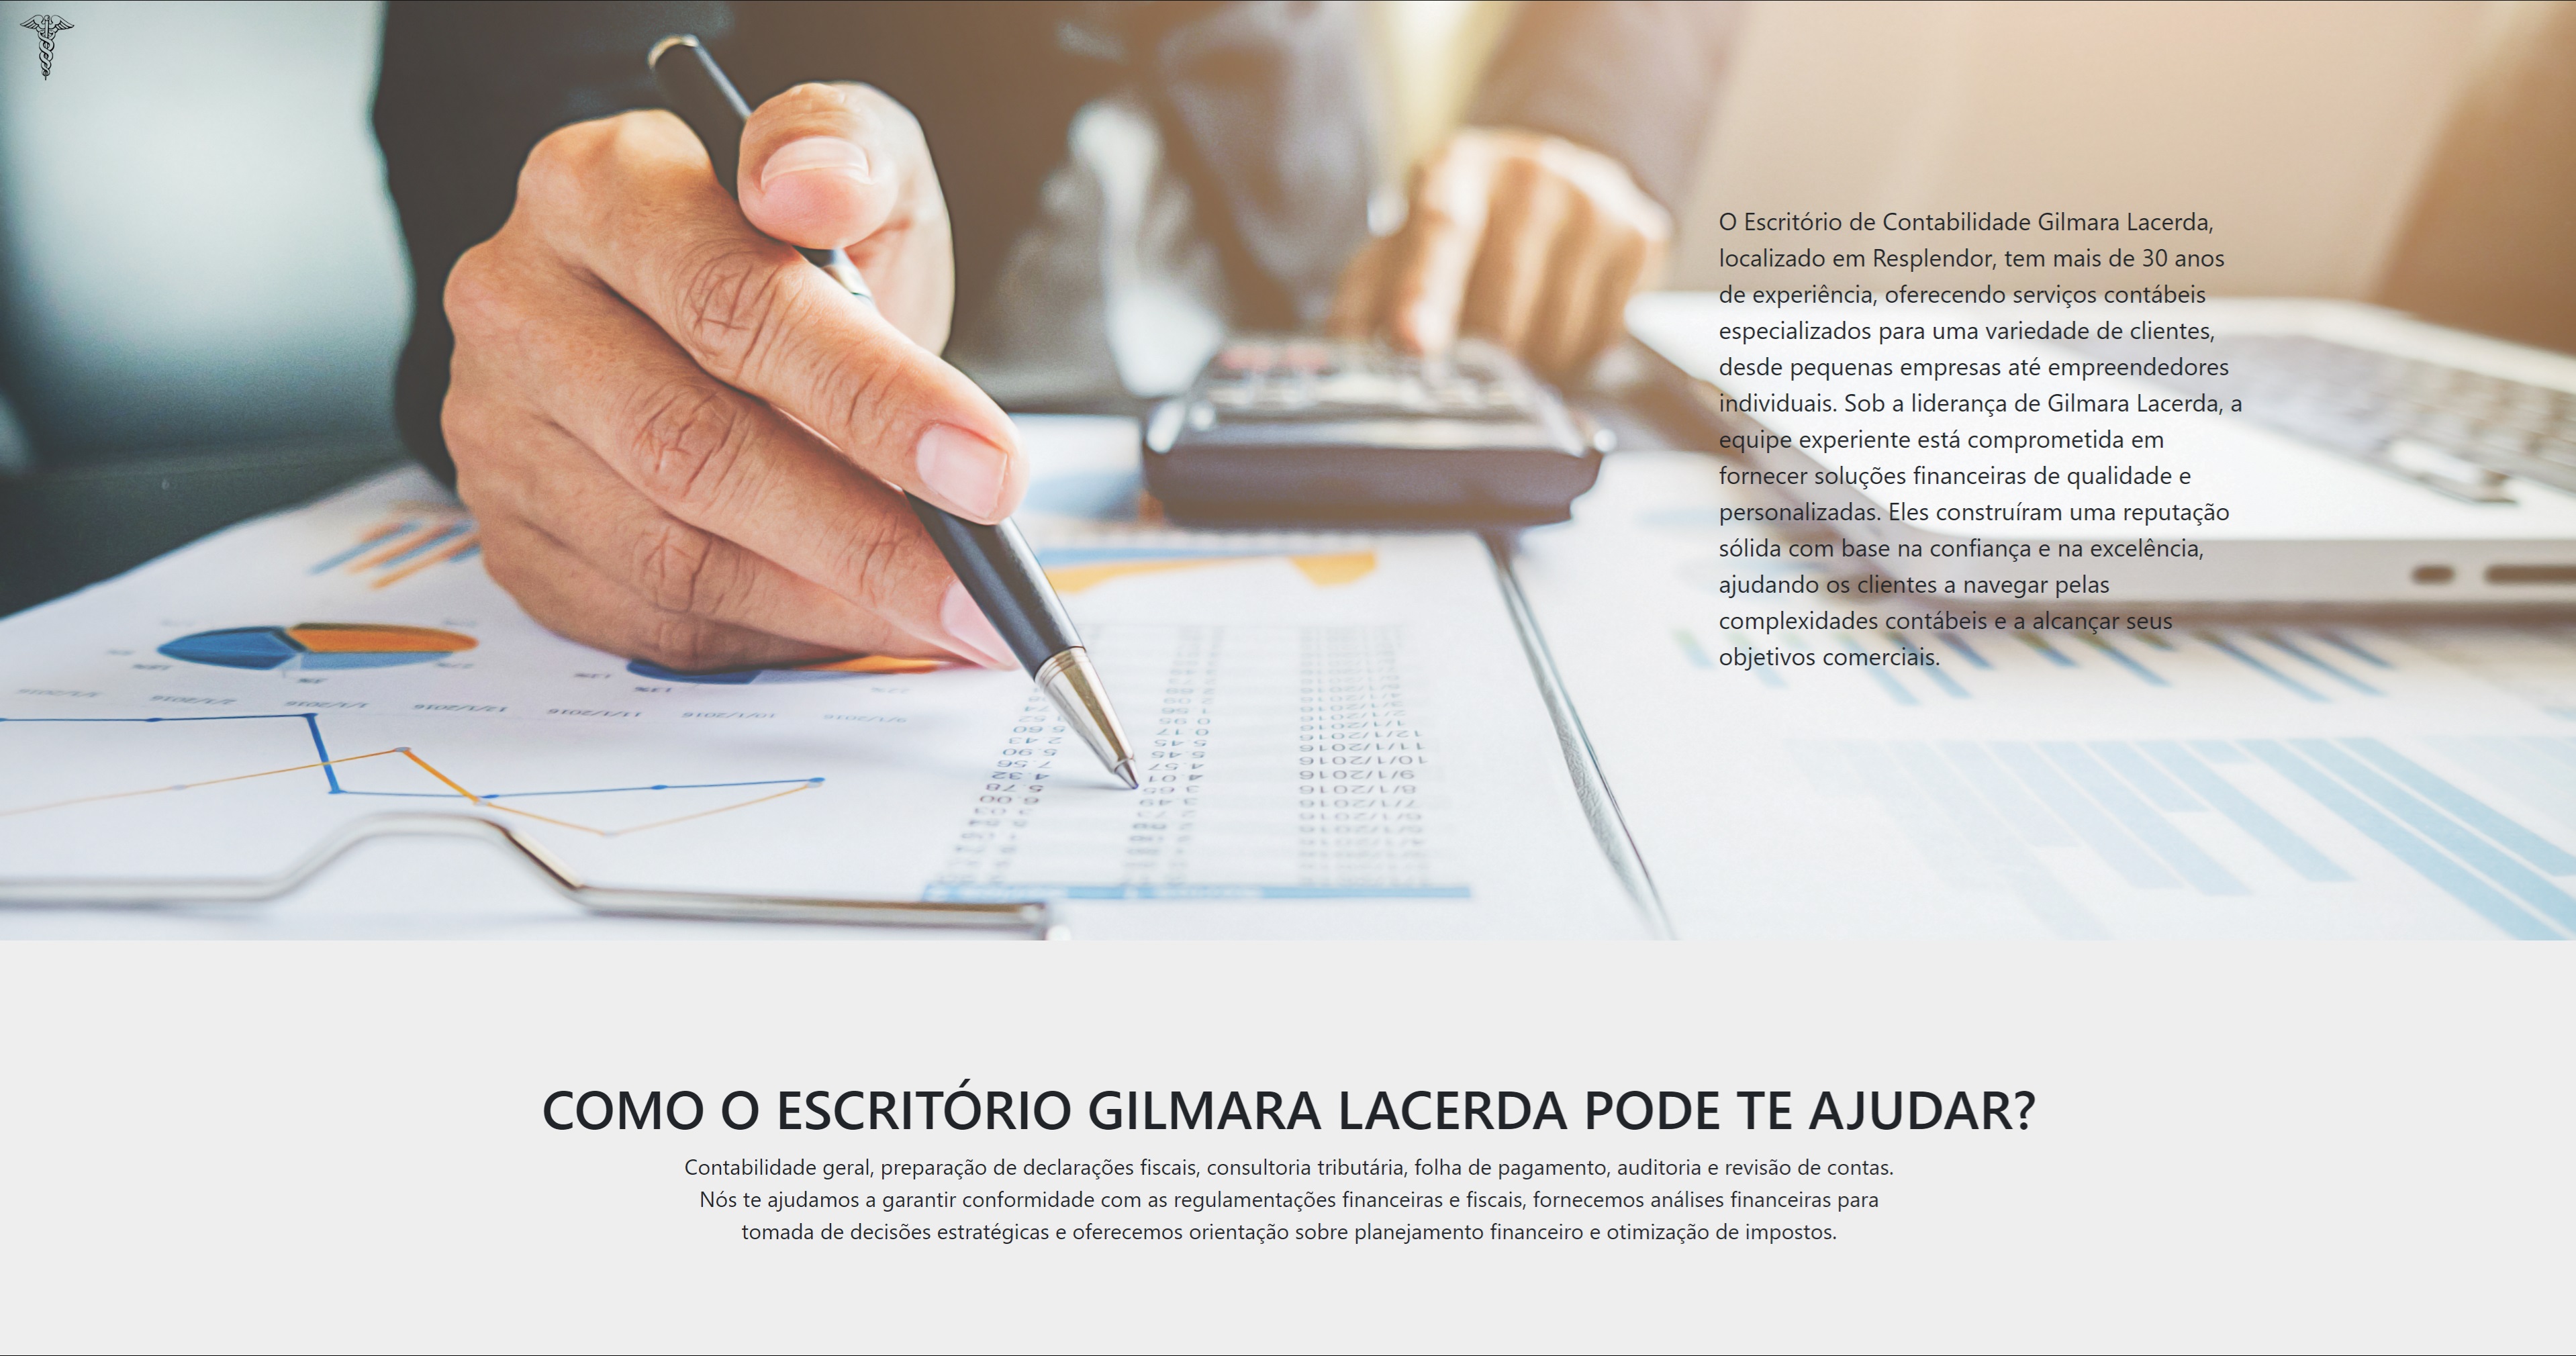 O Escritório de Contabilidade Gilmara Lacerda,
localizado em Resplendor, tem mais de 30 anos
de experiência, oferecendo serviços contábeis
especializados para uma variedade de clientes,
desde pequenas empresas até empreendedores
individuais. Sob a liderança de Gilmara Lacerda, a
equipe experiente está comprometida em
fornecer soluções financeiras de qualidade e
personalizadas. Eles construíram uma reputação
sólida com base na confiança e na excelência,
ajudando os clientes a navegar pelas
complexidades contábeis e a alcançar seus
objetivos comerciais.
COMO O ESCRITÓRIO GILMARA LACERDA PODE TE AJUDAR?
Contabilidade geral, preparação de declarações fiscais, consultoria tributária, folha de pagamento, auditoria e revisão de contas.
Nós te ajudamos a garantir conformidade com as regulamentações financeiras e fiscais, fornecemos análises financeiras para
tomada de decisões estratégicas e oferecemos orientação sobre planejamento financeiro e otimização de impostos.